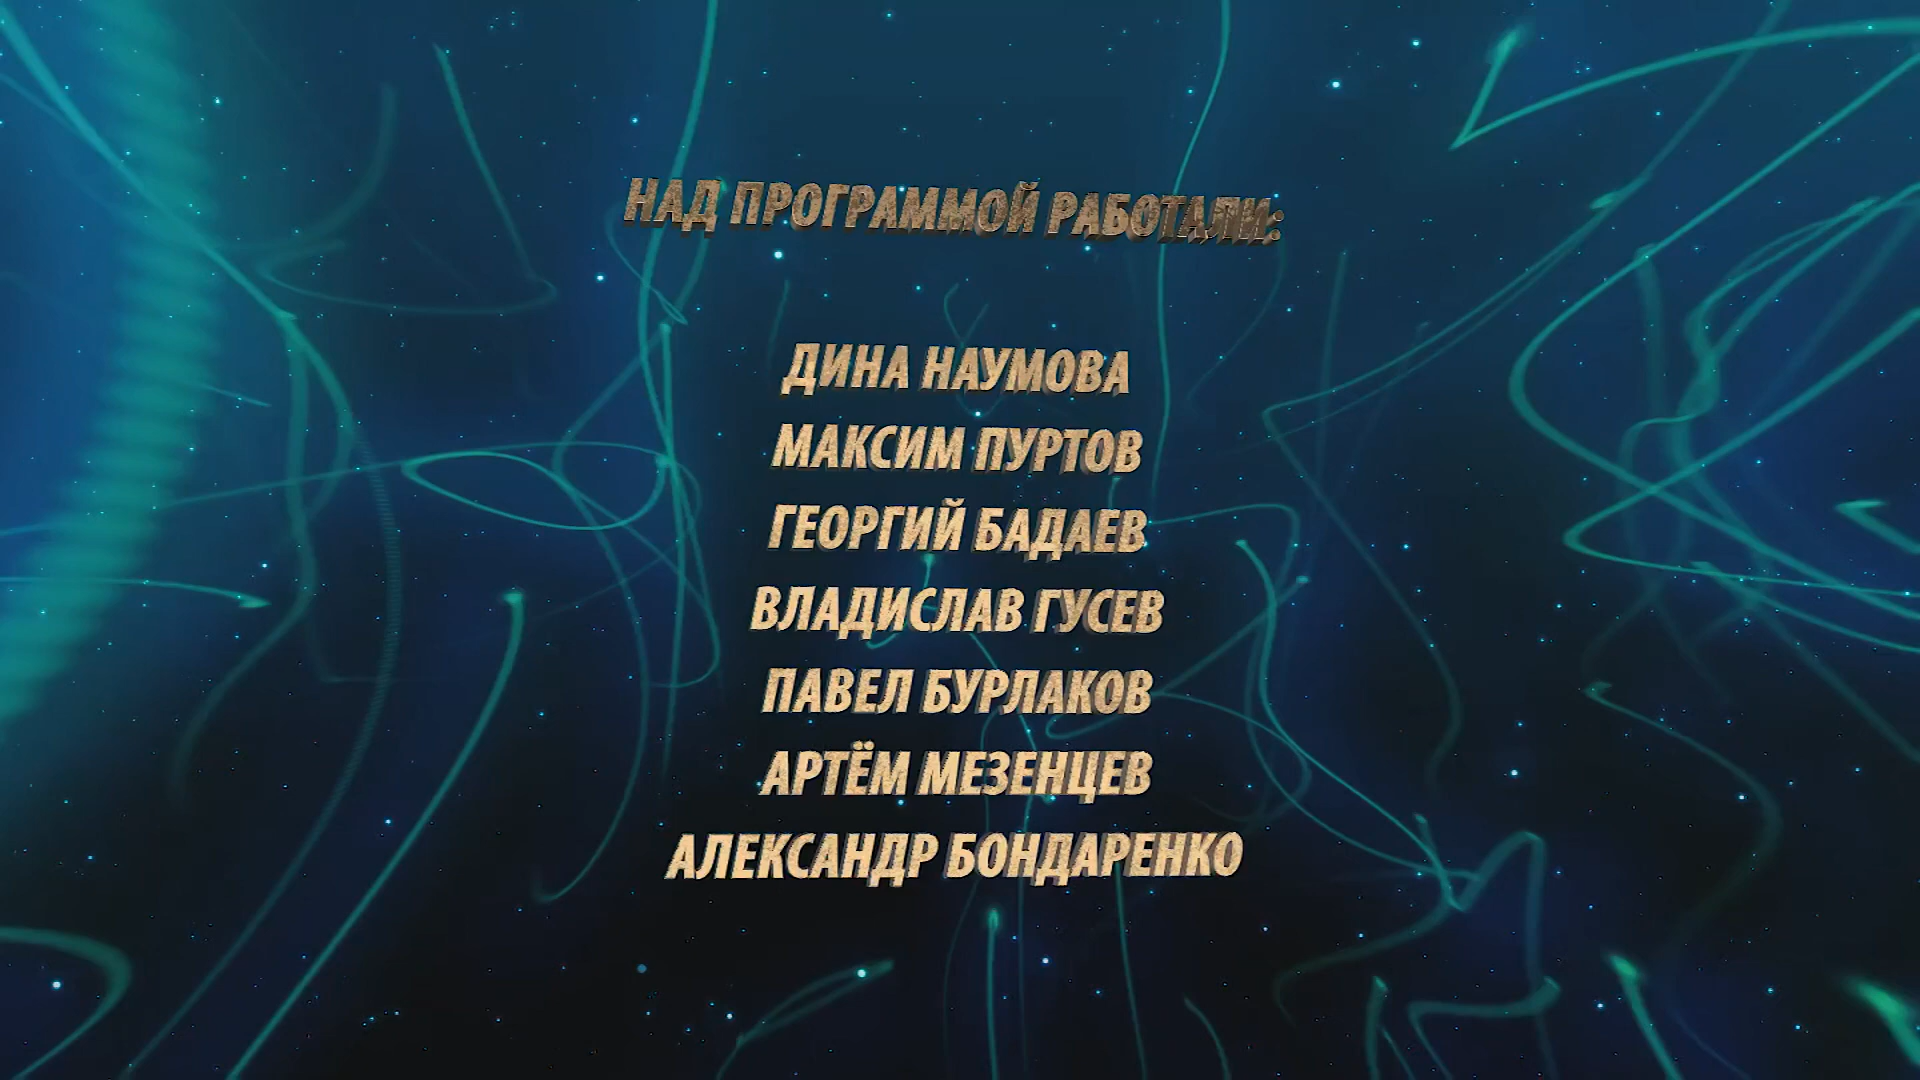 НАД ПРОГРАММОЙ РАБОТАЛИ:
ДИНА НАУМОВА
МАКСИМ ПУРТОВ
ГЕОРГИЙ БАДАЕВ
ВЛАДИСЛАВ ГУСЕВ
ПАВЕЛ БУРЛАКОВ
АРТЁМ МЕЗЕНЦЕВ
АЛЕКСАНДР БОНДАРЕНКО